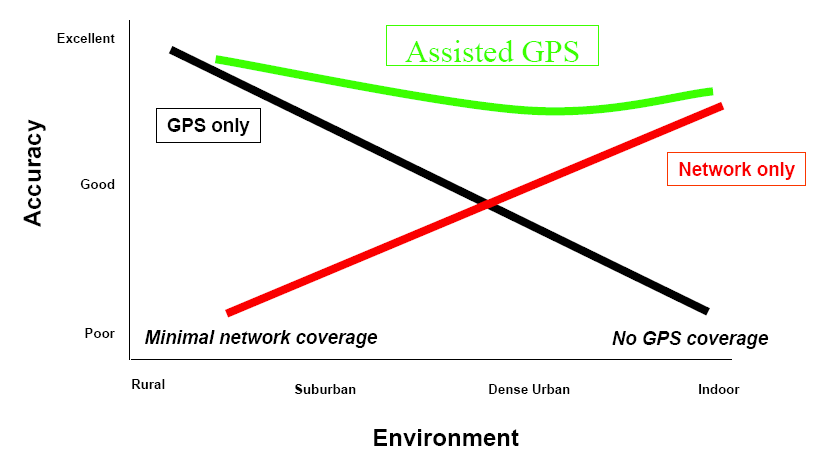 Excellent
Assisted GPS
GPS only
Accuracy
Network only
Good
Poor
Minimal network coverage
No GPS coverage
Rural
Suburban
Dense Urban
Indoor
Environment